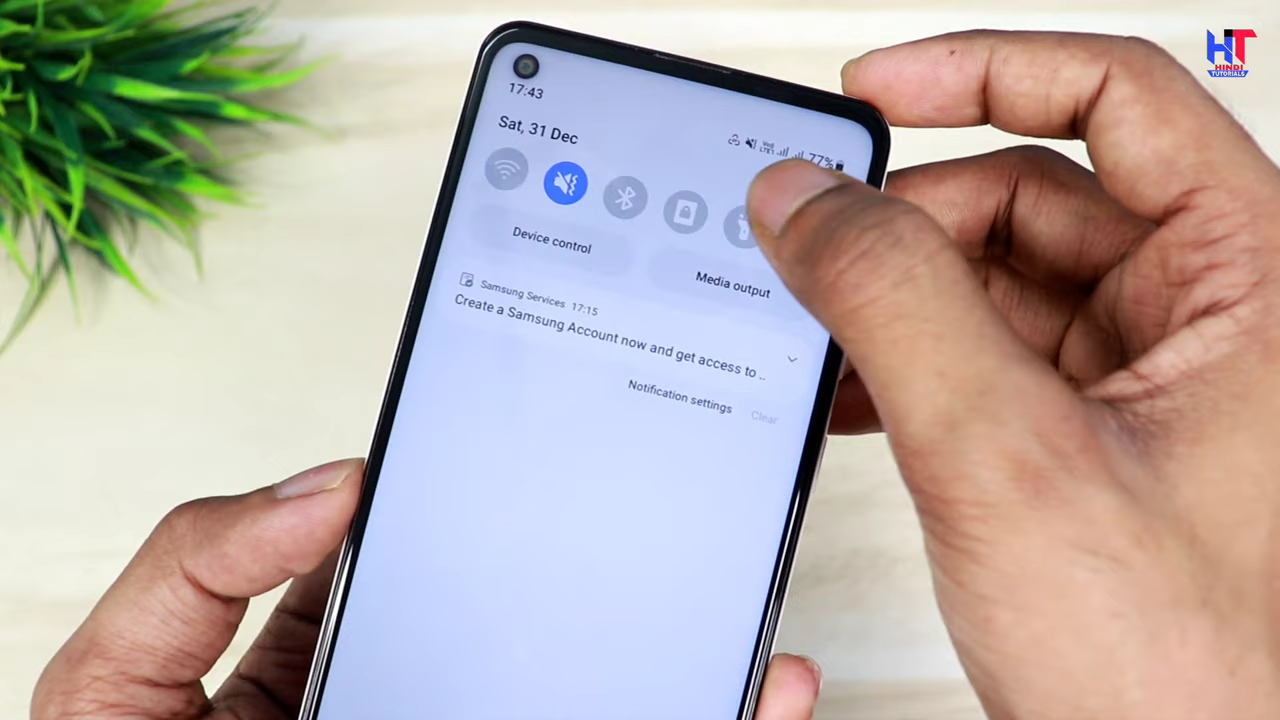 HT
HINDI
TUTORIALS
17:43
Sat, 31 Dec
77%
Device control
Media output
Samsung Services 17:15
Create a Samsung Account now and get access to ..
Notification settings
Clear